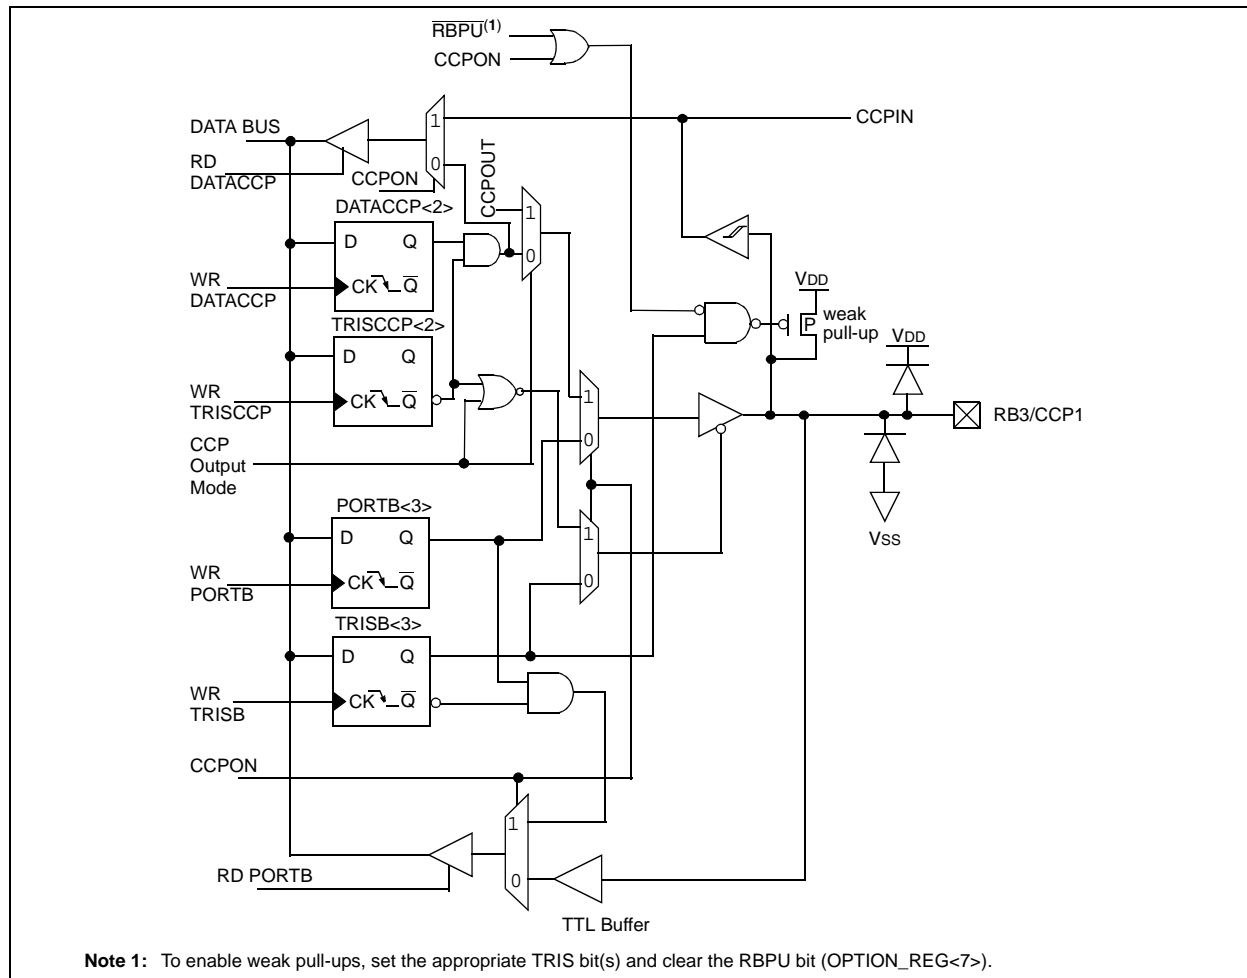 RBPU(1)
CCPON
DATA BUS
1
CCPIN
RD
DATACCP
0
CCPON
CCPOUT
DATACCP<2>
1
D Q
0
WR
DATACCP
CK Q
VDD
weak
pull-up
P
TRISCCP<2>
VDD
D Q
WR
TRISCCP
CK Q
1
RB3/CCP1
CCP
Output
Mode
0
PORTB<3>
D Q
1
VSS
WR
PORTB
CK Q
0
TRISB<3>
D Q
WR
TRISB
CK Q
CCPON
1
RD PORTB
0
TTL Buffer
Note 1: To enable weak pull-ups, set the appropriate TRIS bit(s) and clear the RBPU bit (OPTION_REG<7>).